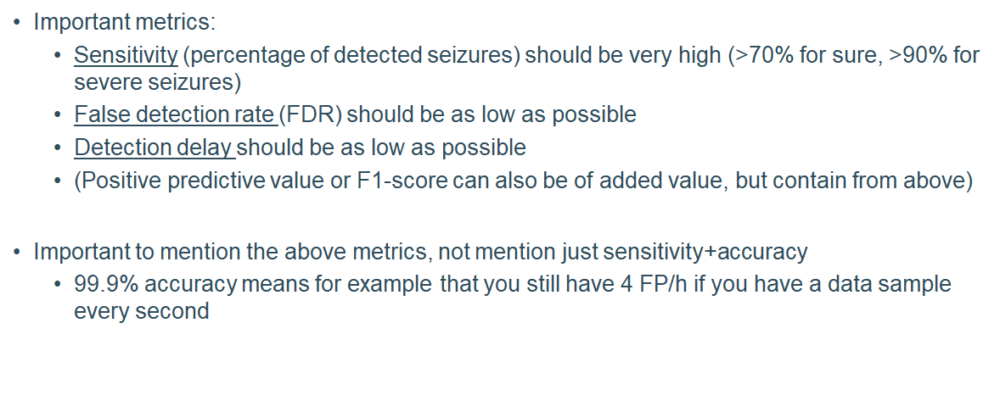 • Important metrics:
• Sensitivity (percentage of detected seizures) should be very high (>70% for sure, >90% for
severe seizures)
• False detection rate (FDR) should be as low as possible
• Detection delay should be as low as possible
• (Positive predictive value or F1-score can also be of added value, but contain from above)
• Important to mention the above metrics, not mention just sensitivity+accuracy
• 99.9% accuracy means for example that you still have 4 FP/h if you have a data sample
every second